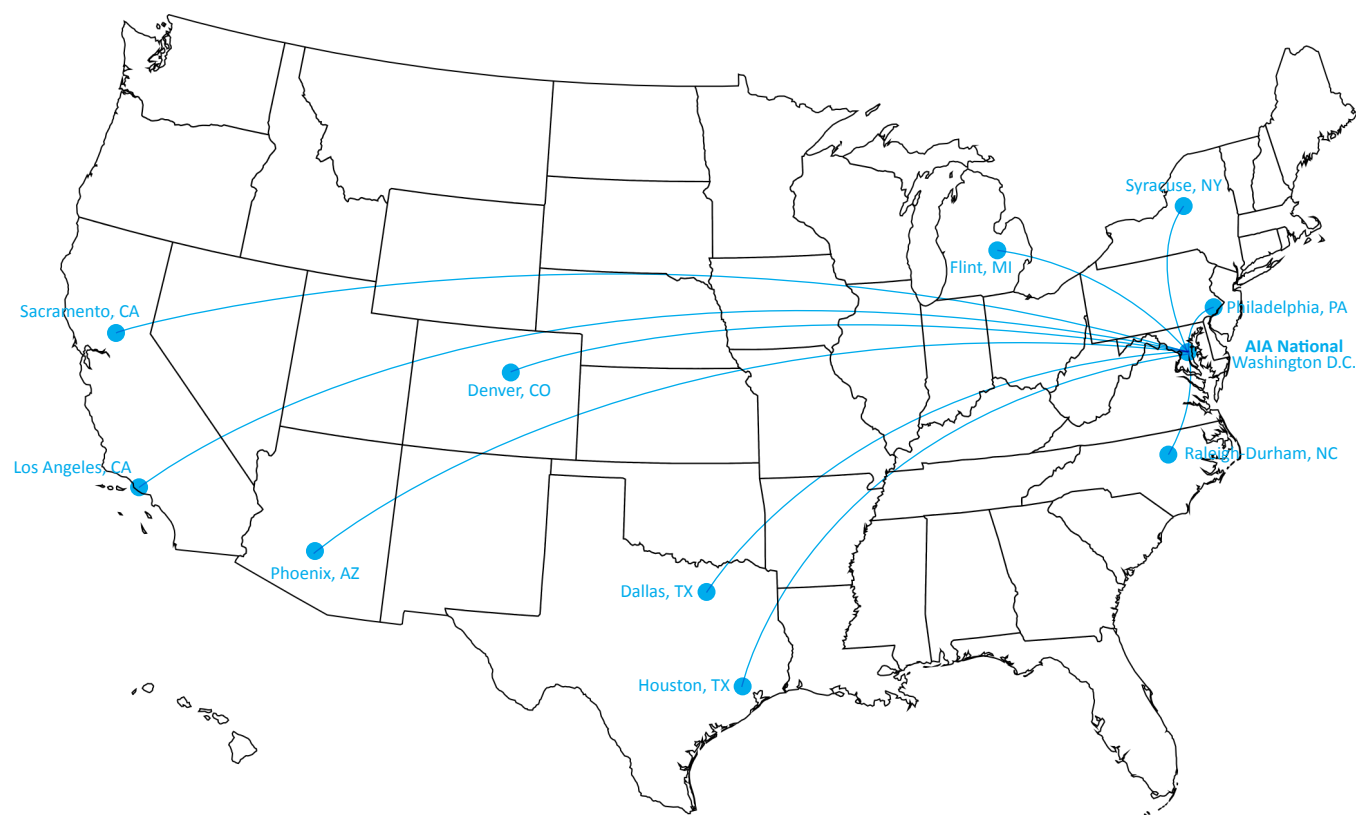 Syracuse, NY
Flint, MI
Philadelphia, PA
Sacramento, CA
AIA National
Washington D.C.
Denver, CO
Raleigh-Durham, NC
Los Angeles, CA
Phoenix, AZ
Dallas, TX
Houston, TX